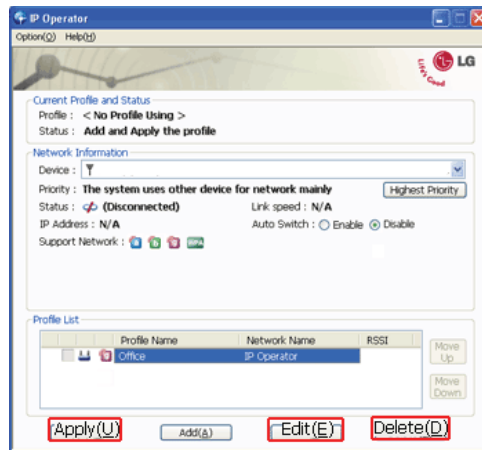 IP Operator
Option(O) Help(H)
Life's Good
LG
Current Profile and Status
Profile : < No Profile Using >
Status : Add and Apply the profile
Network Information
Device :
Priority : The system uses other device for network mainly
Highest Priority
Status : (Disconnected) Link speed : N/A
IP Address : N/A Auto Switch : Enable Disable
Support Network :
Profile List
Profile Name Network Name RSSI
Office IP Operator
Move Up
Move Down
Apply(U) Add(A) Edit(E) Delete(D)